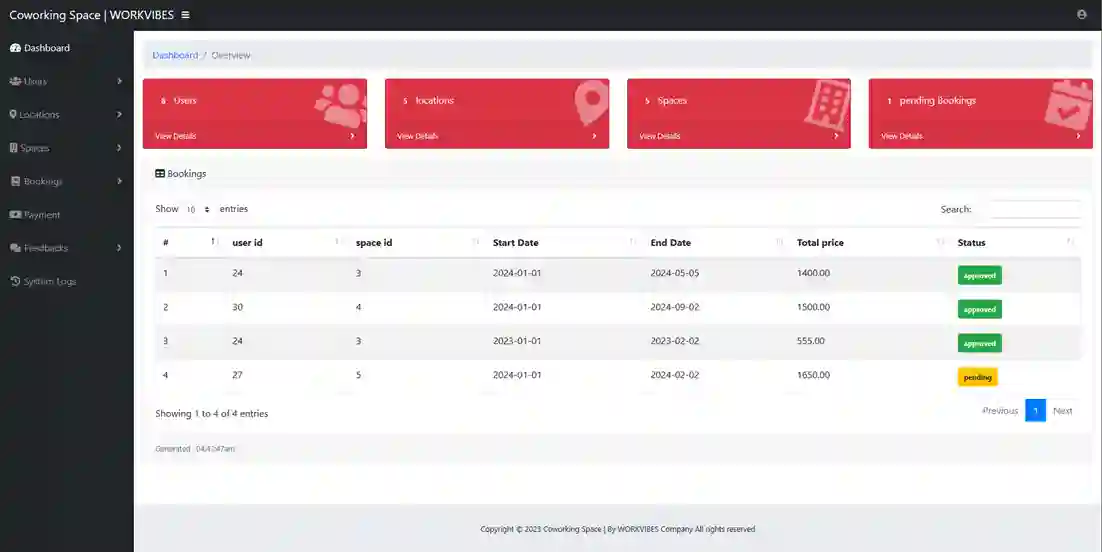 Coworking Space | WORKVIBES
Dashboard
Users
Locations
Spaces
Bookings
Payment
Feedbacks
System Logs
Dashboard / Overview
Users
View Details
5 locations
View Details
5 Spaces
View Details
1 pending Bookings
View Details
Bookings
Show 10 entries
Search:
# user id space id Start Date End Date Total price Status
1 24 3 2024-01-01 2024-05-05 1400.00 approved
2 30 4 2024-01-01 2024-09-02 1500.00 approved
3 24 3 2023-01-01 2023-02-02 555.00 approved
4 27 5 2024-01-01 2024-02-02 1650.00 pending
Showing 1 to 4 of 4 entries
Previous 1 Next
Generated
Copyright © 2023 Coworking Space | By WORKVIBES Company All rights reserved